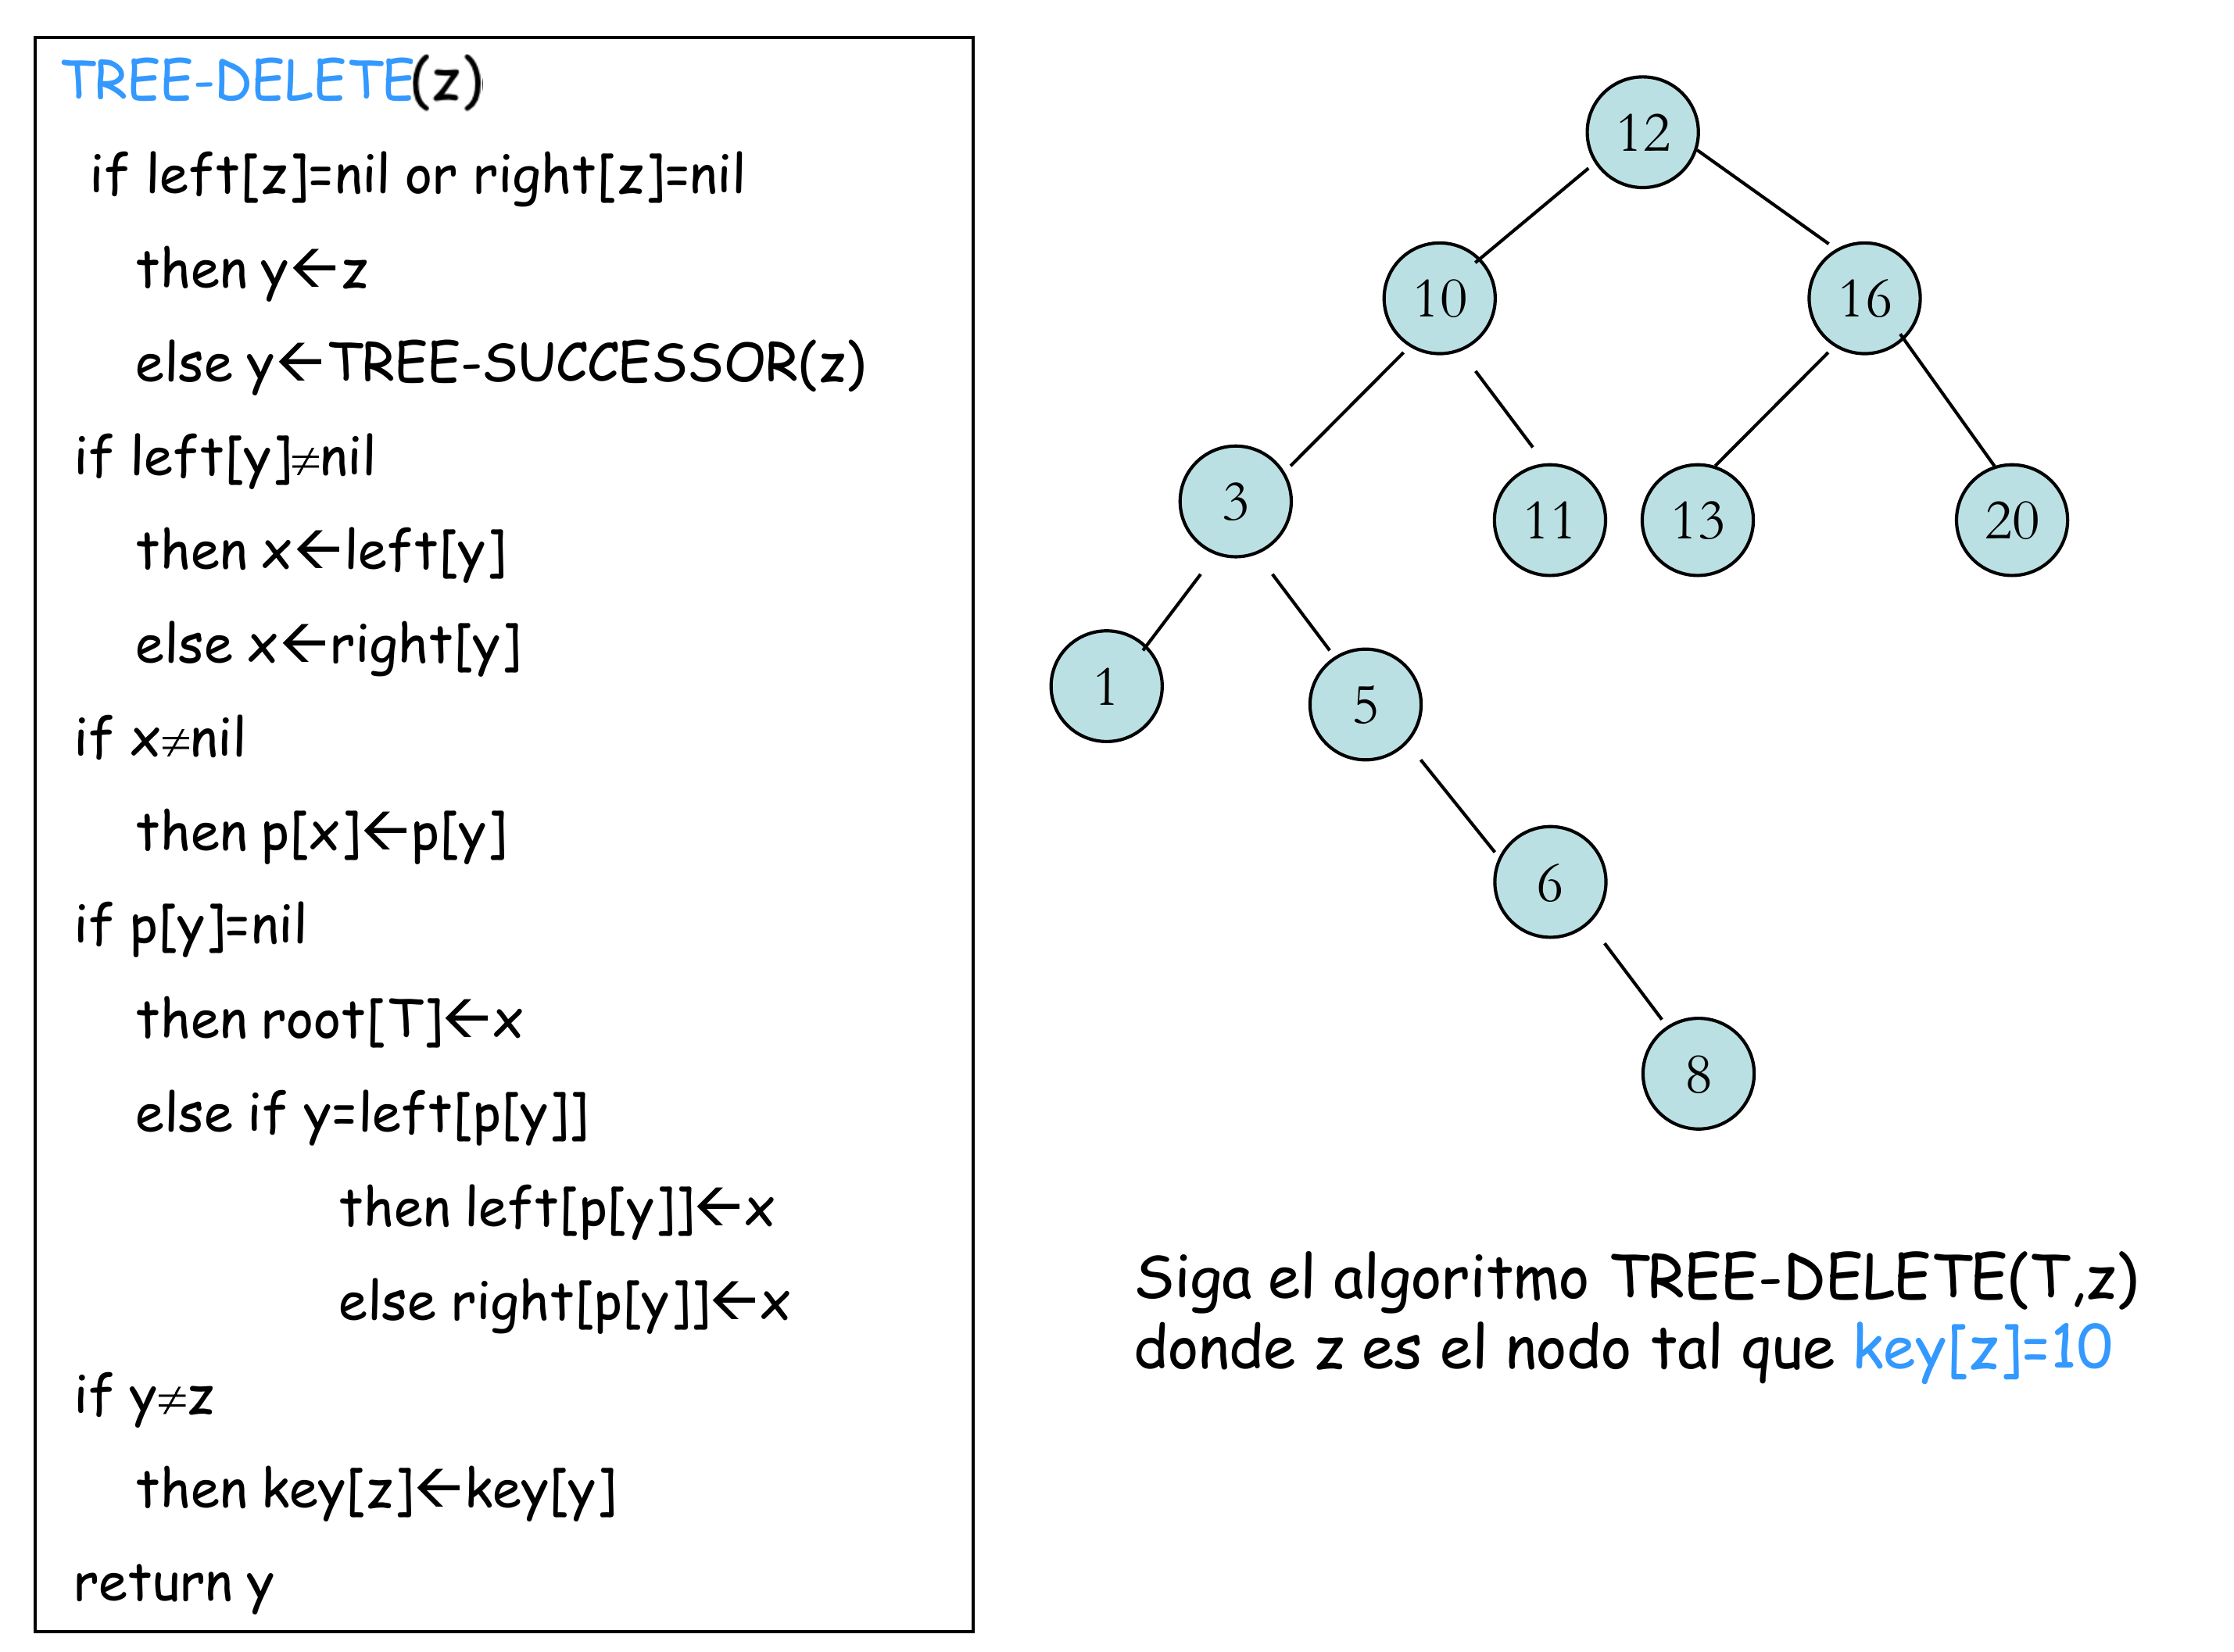 TREE-DELETE(z)
if left[z]=nil or right[z]=nil
then y←z
else y←TREE-SUCCESSOR(z)
if left[y]≠nil
then x←left[y]
else x←right[y]
if x≠nil
then p[x]←p[y]
if p[y]=nil
then root[T]←x
else if y=left[p[y]]
then left[p[y]]←x
else right[p[y]]←x
if y≠z
then key[z]←key[y]
return y
12
10
16
3
11
13
20
1
5
6
8
Siga el algoritmo TREE-DELETE(T,z)
donde z es el nodo tal que key[z]=10